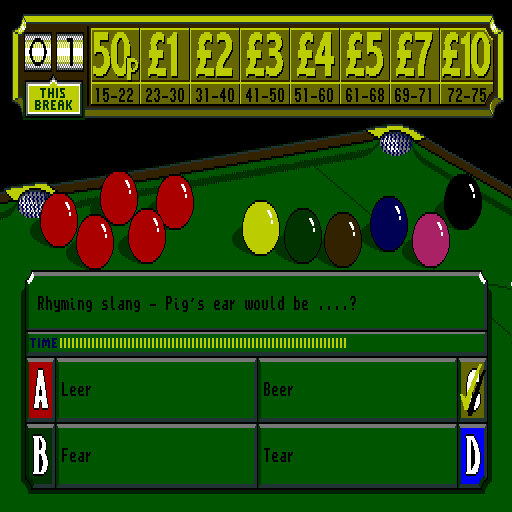 01 50p £1 £2 £3 £4 £5 £7 £10
THIS BREAK 15-22 23-30 31-40 41-50 51-60 61-68 69-71 72-75
Rhyming slang - Pig's ear would be ....?
TIME
A Leer Beer
B Fear Tear D